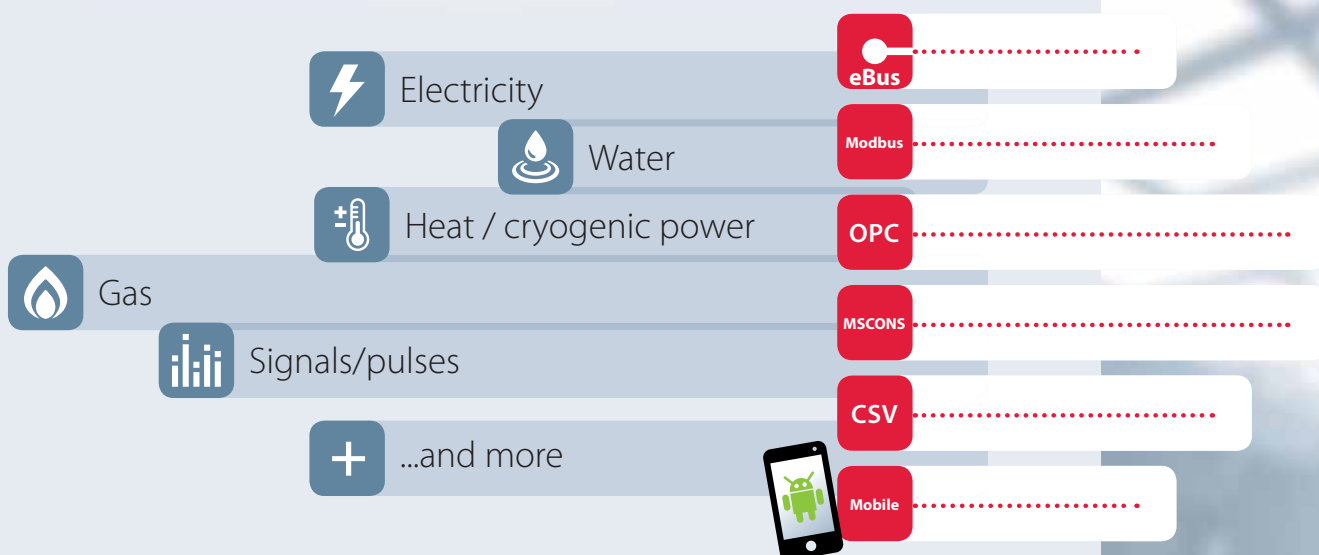 Electricity
Water
Heat / cryogenic power
Gas
Signals/pulses
...and more
eBus
Modbus
OPC
MSCONS
CSV
Mobile